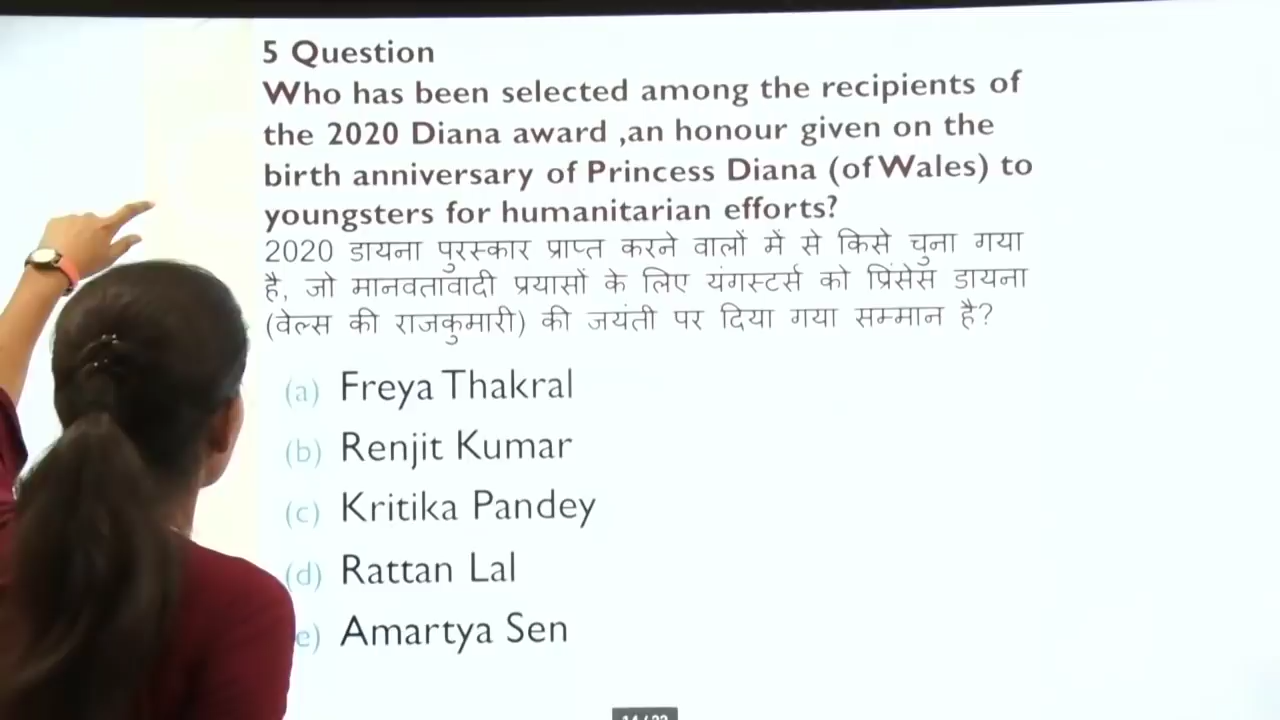 5 Question
Who has been selected among the recipients of
the 2020 Diana award ,an honour given on the
birth anniversary of Princess Diana (of Wales) to
youngsters for humanitarian efforts?
2020 डायना पुरस्कार प्राप्त करने वालों में से किसे चुना गया
है, जो मानवतावादी प्रयासों के लिए यंगस्टर्स को प्रिंसेस डायना
(वेल्स की राजकुमारी) की जयंती पर दिया गया सम्मान है?
(a) Freya Thakral
(b) Renjit Kumar
(c) Kritika Pandey
(d) Rattan Lal
e) Amartya Sen